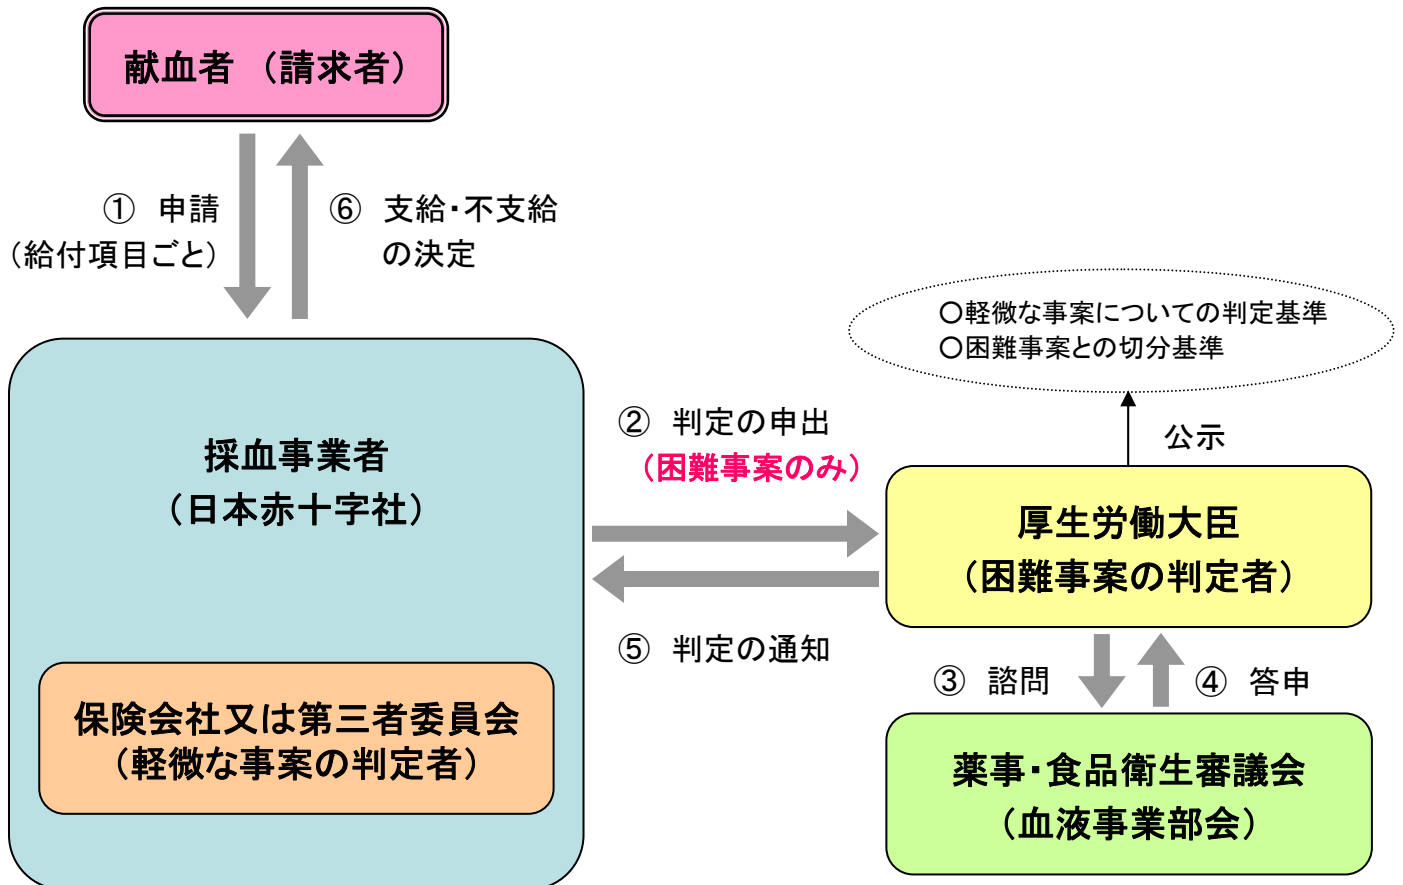 献血者 （請求者）
① 申請
（給付項目ごと）
⑥ 支給・不支給
の決定
○軽微な事案についての判定基準
○困難事案との切分基準
公示
採血事業者
（日本赤十字社）
② 判定の申出
（困難事案のみ）
厚生労働大臣
（困難事案の判定者）
⑤ 判定の通知
③ 諮問
④ 答申
保険会社又は第三者委員会
（軽微な事案の判定者）
薬事・食品衛生審議会
（血液事業部会）